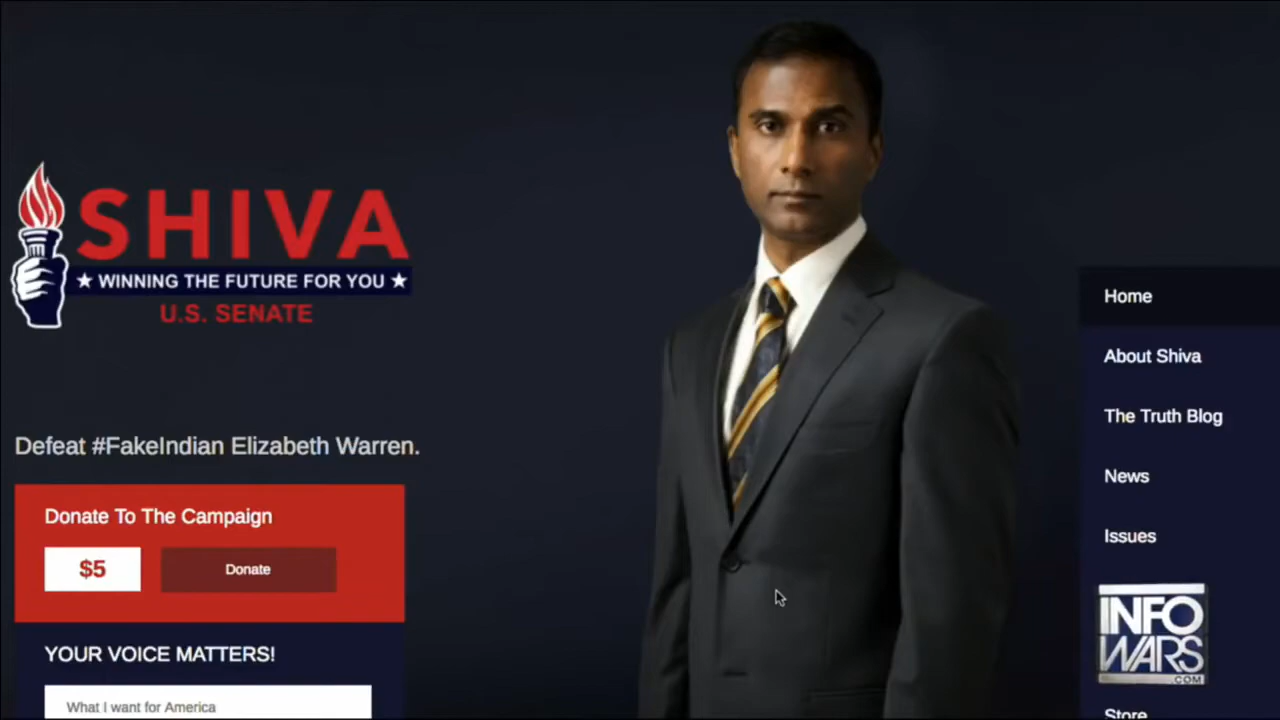 SHIVA
★ WINNING THE FUTURE FOR YOU ★
U.S. SENATE
Defeat #FakeIndian Elizabeth Warren.
Donate To The Campaign
$5
Donate
YOUR VOICE MATTERS!
What I want for America
Home
About Shiva
The Truth Blog
News
Issues
INFO
WARS
.COM
Store